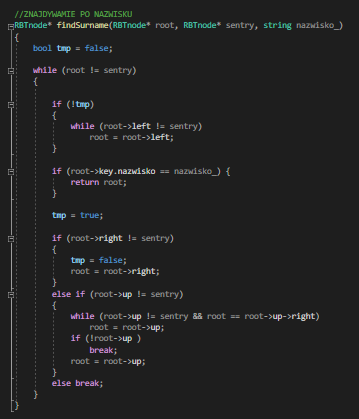 //ZNAJDYWAMIE PO NAZWISKU
RBTnode* findSurname(RBTnode* root, RBTnode* sentry, string nazwisko_)
{
bool tmp = false;
while (root != sentry)
{
if (!tmp)
{
while (root->left != sentry)
root = root->left;
}
if (root->key.nazwisko == nazwisko_) {
return root;
}
tmp = true;
if (root->right != sentry)
{
tmp = false;
root = root->right;
}
else if (root->up != sentry)
{
while (root->up != sentry && root == root->up->right)
root = root->up;
if (!root->up )
break;
root = root->up;
}
else break;
}
}